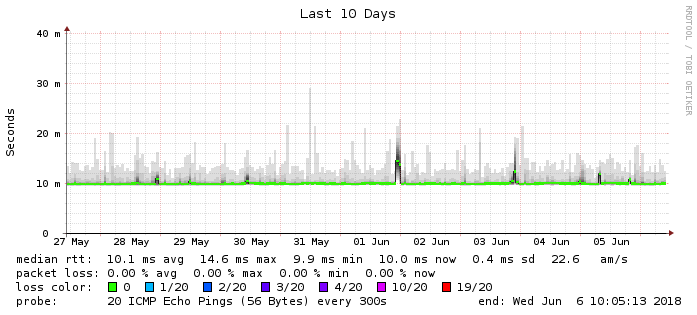 Last 10 Days
RRDTOOL / TOBI OETIKER
Seconds
40 m
30 m
20 m
10 m
0
27 May 28 May 29 May 30 May 31 May 01 Jun 02 Jun 03 Jun 04 Jun 05 Jun
median rtt: 10.1 ms avg 14.6 ms max 9.9 ms min 10.0 ms now 0.4 ms sd 22.6 am/s
packet loss: 0.00 % avg 0.00 % max 0.00 % min 0.00 % now
loss color: 0 1/20 2/20 3/20 4/20 10/20 19/20
probe: 20 ICMP Echo Pings (56 Bytes) every 300s end: Wed Jun 6 10:05:13 2018